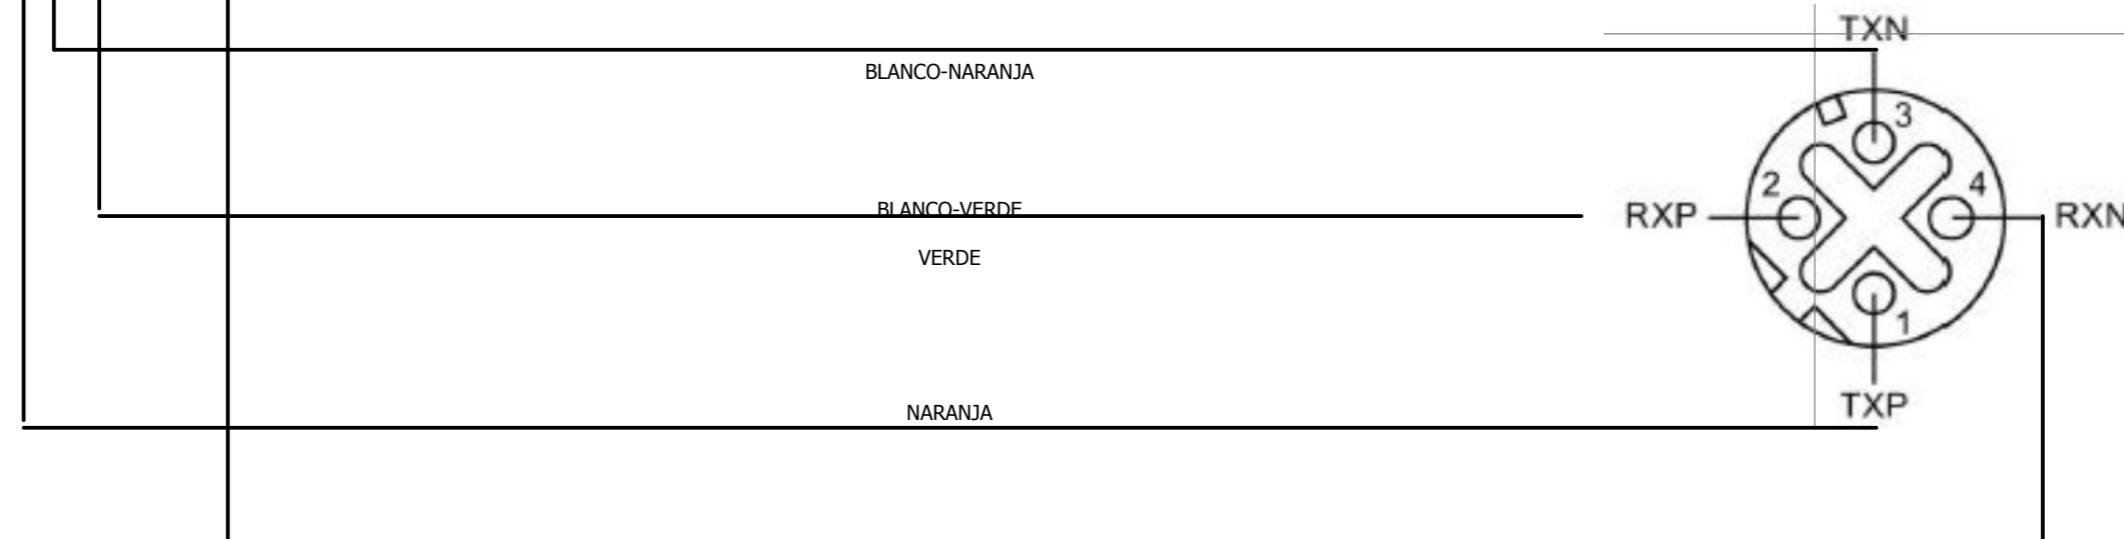 TXN
BLANCO-NARANJA
3
2
4
BLANCO-VERDE
RXP
RXN
VERDE
1
TXP
NARANJA